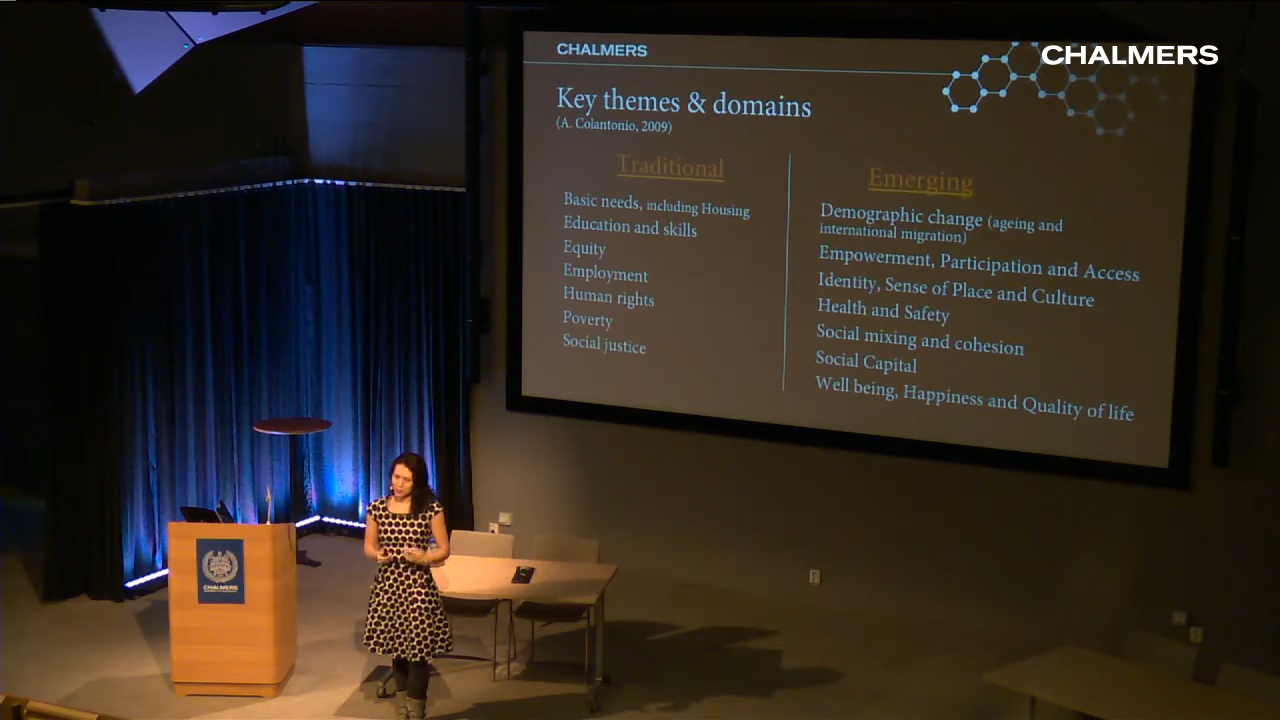 CHALMERS
CHALMERS
Key themes & domains
(A. Colantonio, 2009)
Traditional
Basic needs, including Housing
Education and skills
Equity
Employment
Human rights
Poverty
Social justice
Emerging
Demographic change (ageing and
international migration)
Empowerment, Participation and Access
Identity, Sense of Place and Culture
Health and Safety
Social mixing and cohesion
Social Capital
Well being, Happiness and Quality of life
CHALMERS